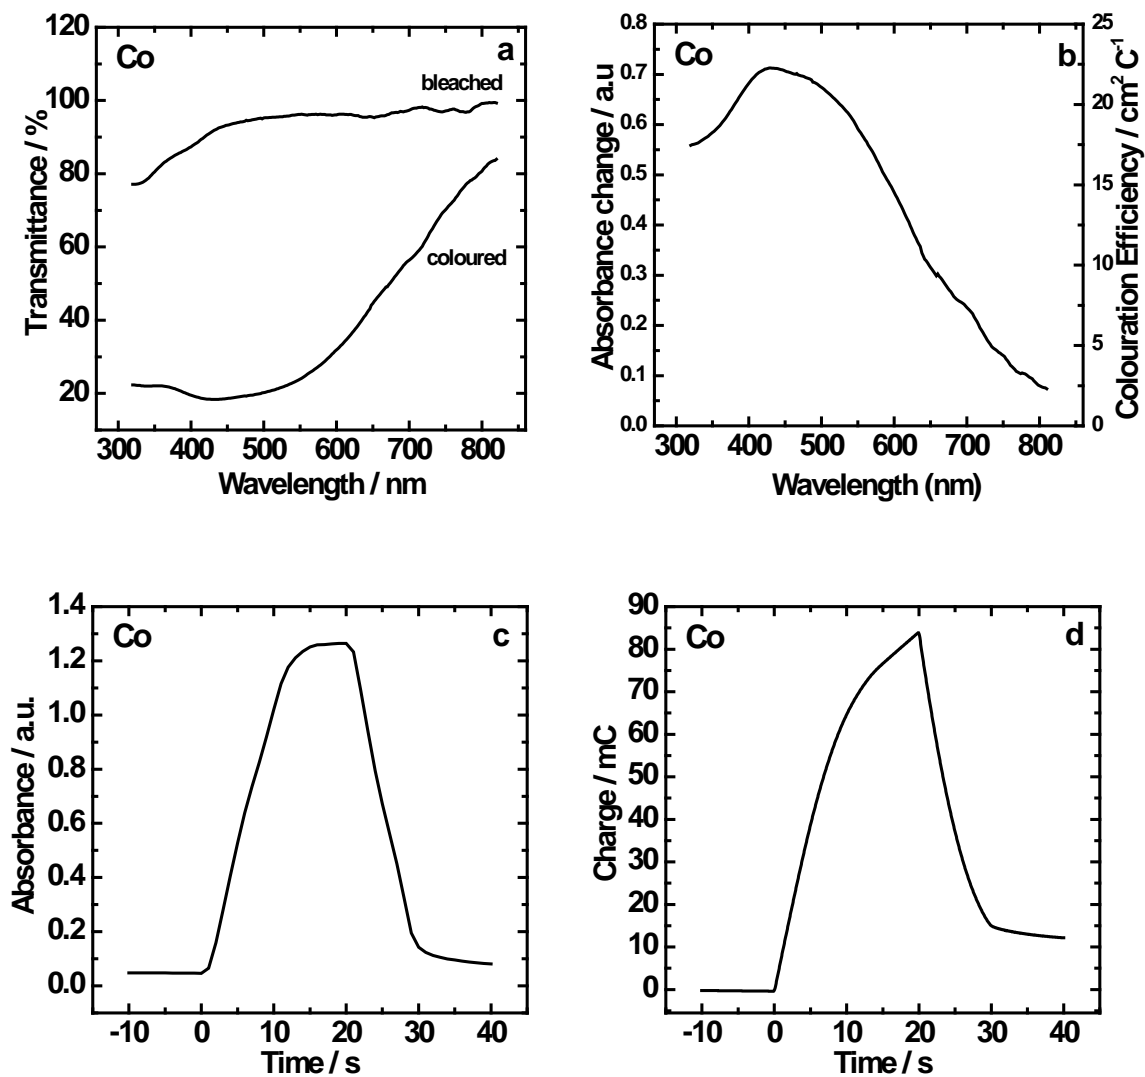 120
100
80
60
40
20
Transmittance / %
Co
a
bleached
coloured
300 400 500 600 700 800
Wavelength / nm
0.8
0.7
0.6
0.5
0.4
0.3
0.2
0.1
0.0
Absorbance change / a.u
Co
b
25
20
15
10
5
0
Colouration Efficiency / cm² C⁻¹
300 400 500 600 700 800
Wavelength (nm)
1.4
1.2
1.0
0.8
0.6
0.4
0.2
0.0
Absorbance / a.u.
Co
c
-10 0 10 20 30 40
Time / s
90
80
70
60
50
40
30
20
10
0
Charge / mC
Co
d
-10 0 10 20 30 40
Time / s